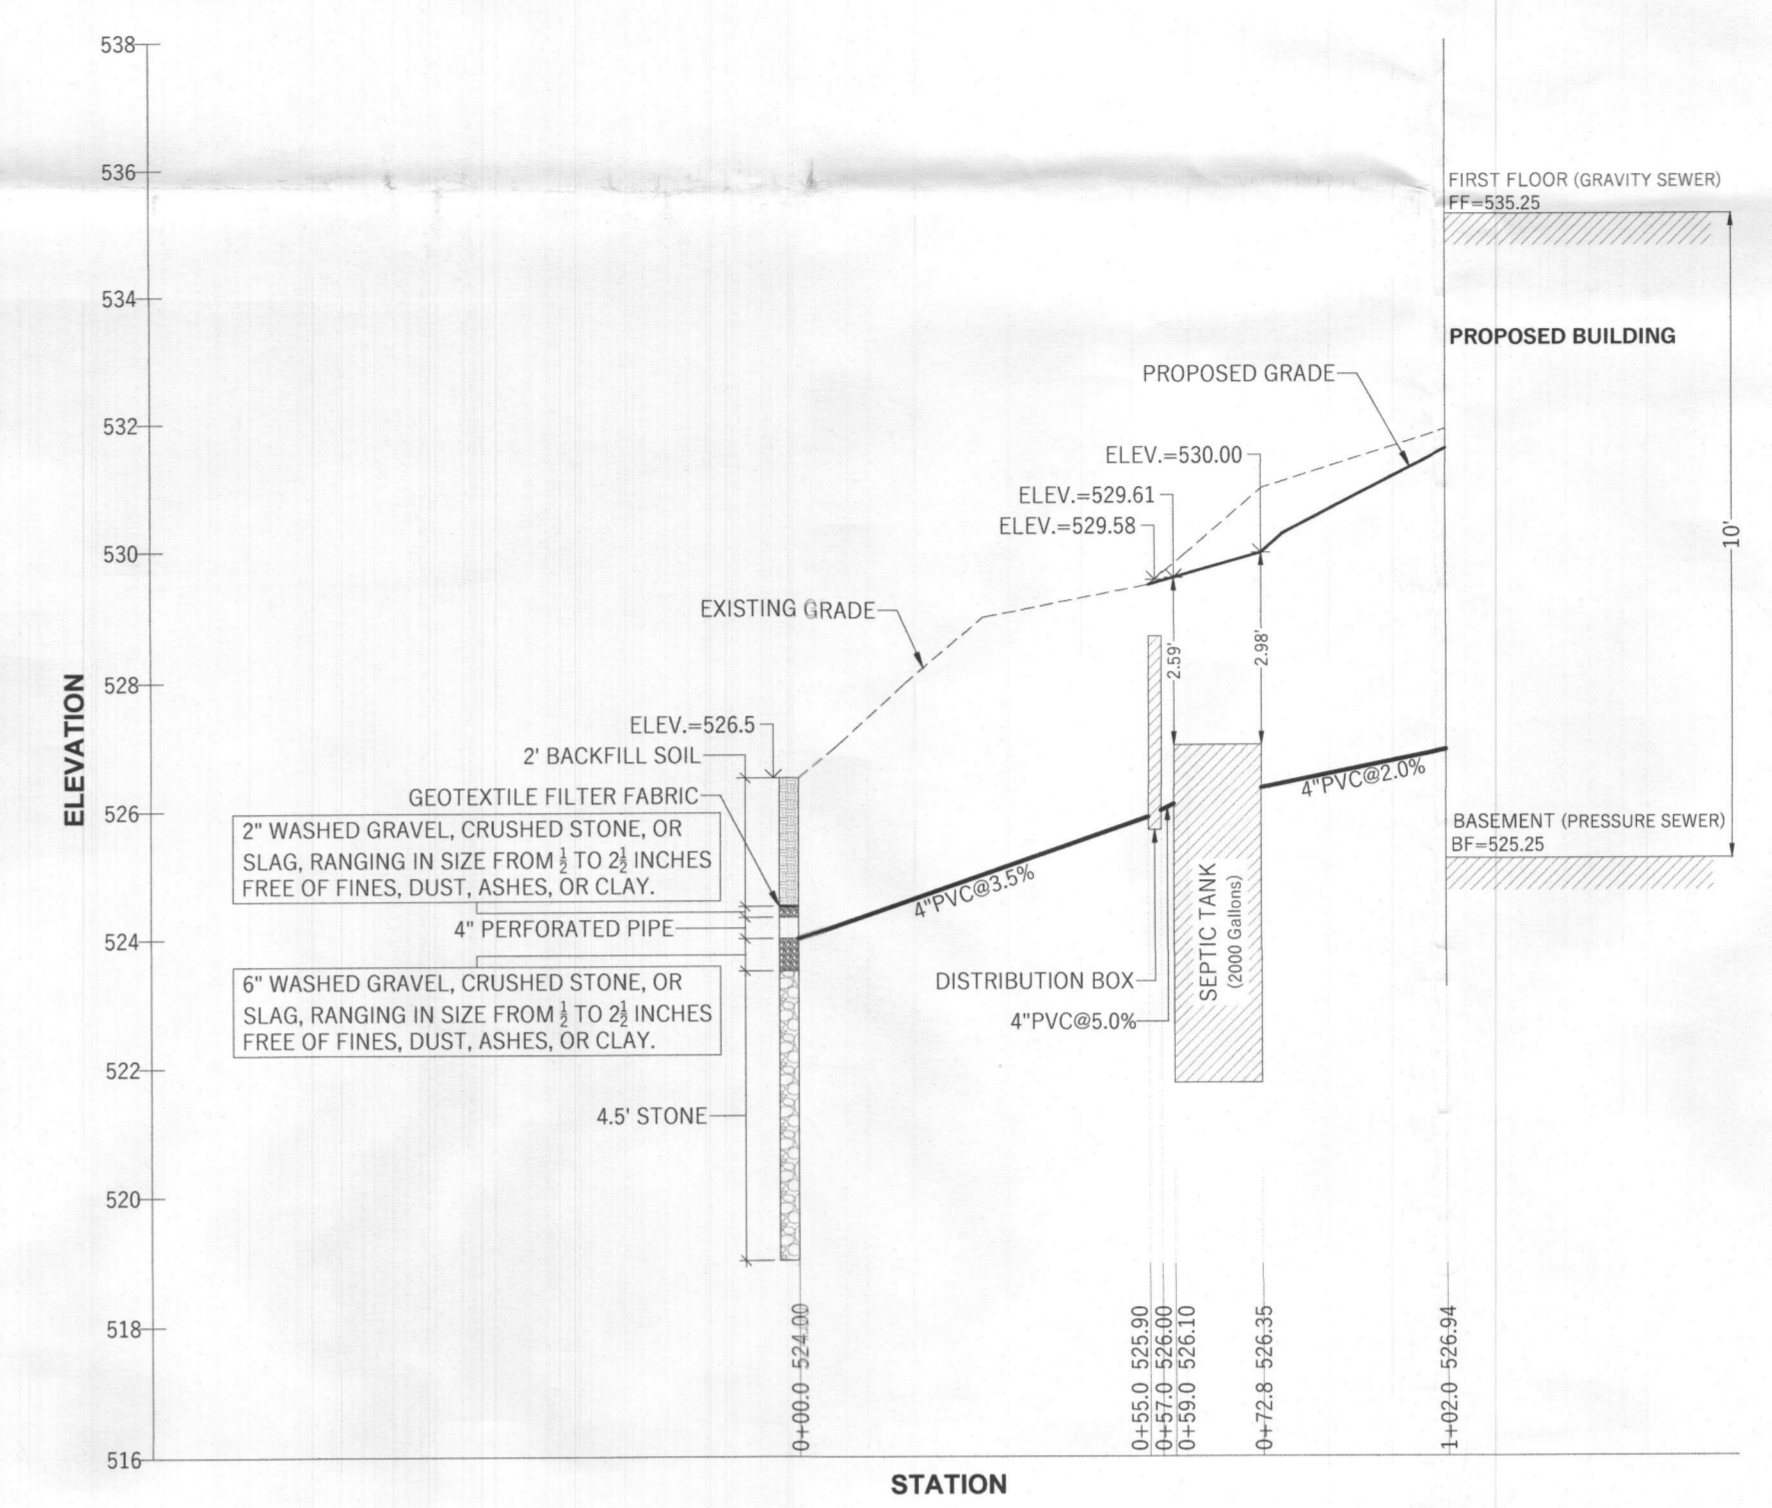 538
536
534
532
530
528
526
524
522
520
518
516
ELEVATION
STATION
FIRST FLOOR (GRAVITY SEWER)
FF=535.25
PROPOSED BUILDING
10'
BASEMENT (PRESSURE SEWER)
BF=525.25
PROPOSED GRADE
ELEV.=530.00
ELEV.=529.61
ELEV.=529.58
EXISTING GRADE
2.59'
2.98'
ELEV.=526.5
2' BACKFILL SOIL
GEOTEXTILE FILTER FABRIC
2" WASHED GRAVEL, CRUSHED STONE, OR
SLAG, RANGING IN SIZE FROM ½ TO 2½ INCHES
FREE OF FINES, DUST, ASHES, OR CLAY.
4" PERFORATED PIPE
6" WASHED GRAVEL, CRUSHED STONE, OR
SLAG, RANGING IN SIZE FROM ½ TO 2½ INCHES
FREE OF FINES, DUST, ASHES, OR CLAY.
4.5' STONE
4"PVC@3.5%
4"PVC@2.0%
DISTRIBUTION BOX
4"PVC@5.0%
SEPTIC TANK
(2000 Gallons)
0+00.0 524.00
0+55.0 525.90
0+57.0 526.00
0+59.0 526.10
0+72.8 526.35
1+02.0 526.94